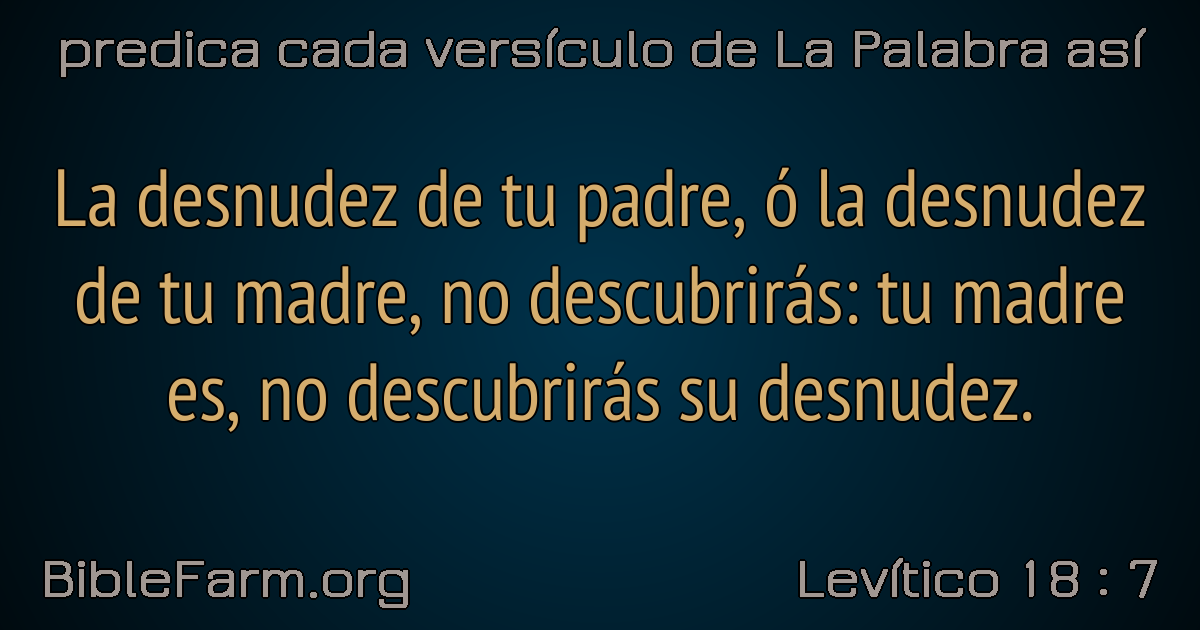 predica cada versículo de La Palabra así
La desnudez de tu padre, ó la desnudez
de tu madre, no descubrirás: tu madre
es, no descubrirás su desnudez.
BibleFarm.org
Levítico 18 : 7